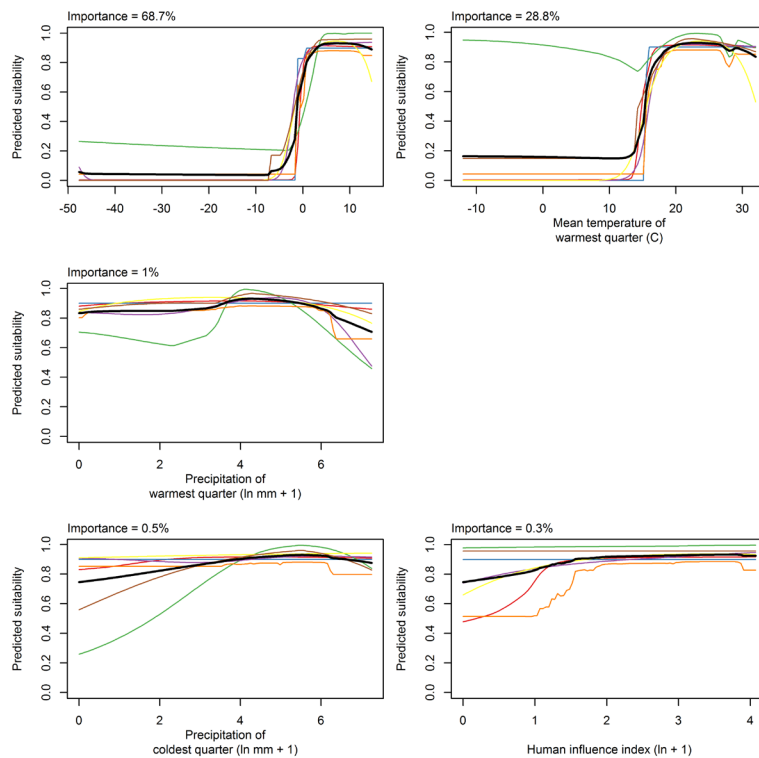 Importance = 68.7%
Predicted suitability
1.0
0.8
0.6
0.4
0.2
0.0
-50 -40 -30 -20 -10 0 10
Importance = 28.8%
Predicted suitability
1.0
0.8
0.6
0.4
0.2
0.0
-10 0 10 20 30
Mean temperature of
warmest quarter (C)
Importance = 1%
Predicted suitability
1.0
0.8
0.6
0.4
0.2
0.0
0 2 4 6
Precipitation of
warmest quarter (ln mm + 1)
Importance = 0.5%
Predicted suitability
1.0
0.8
0.6
0.4
0.2
0.0
0 2 4 6
Precipitation of
coldest quarter (ln mm + 1)
Importance = 0.3%
Predicted suitability
1.0
0.8
0.6
0.4
0.2
0.0
0 1 2 3 4
Human influence index (ln + 1)